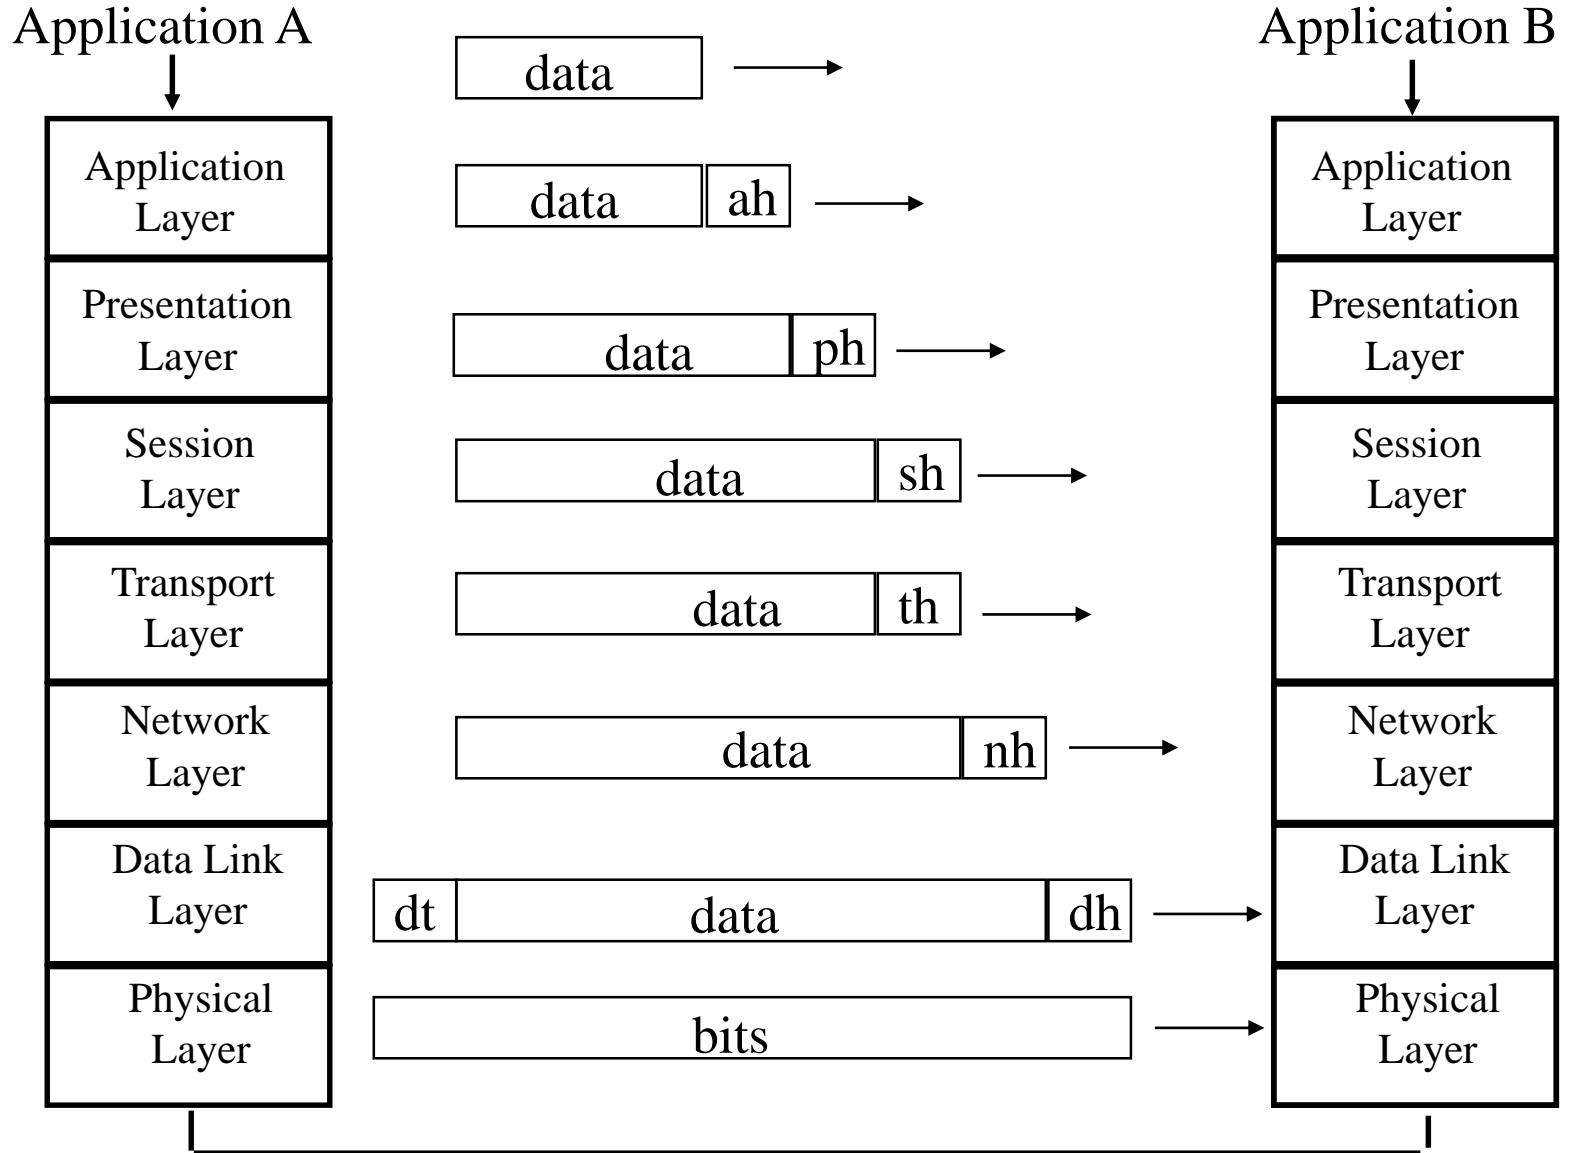 Application A
Application B
data
Application
Layer
data ah
Application
Layer
Presentation
Layer
data ph
Presentation
Layer
Session
Layer
data sh
Session
Layer
Transport
Layer
data th
Transport
Layer
Network
Layer
data nh
Network
Layer
Data Link
Layer
dt data dh
Data Link
Layer
Physical
Layer
bits
Physical
Layer